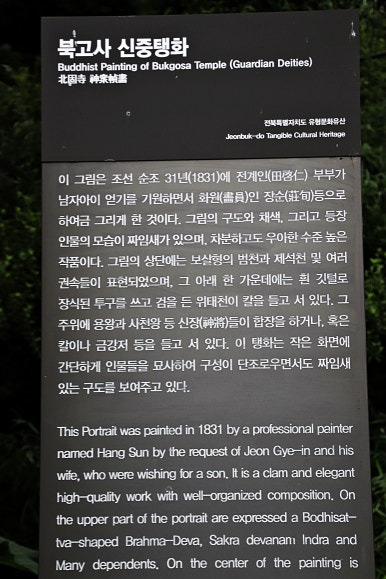 북고사 신중탱화
Buddhist Painting of Bukgosa Temple (Guardian Deities)
北固寺 神衆幀畵
전북특별자치도 유형문화유산
Jeonbuk-do Tangible Cultural Heritage
이 그림은 조선 순조 31년(1831)에 전계인(田啓仁) 부부가
남자아이 얻기를 기원하면서 화원(畵員)인 장순(莊旬)등으로
하여금 그리게 한 것이다. 그림의 구도와 채색, 그리고 등장
인물의 모습이 짜임새가 있으며, 차분하고도 우아한 수준 높은
작품이다. 그림의 상단에는 보살형의 범천과 제석천 및 여러
권속들이 표현되었으며, 그 아래 한 가운데에는 흰 깃털로
장식된 투구를 쓰고 검을 든 위태천이 칼을 들고 서 있다. 그
주위에 용왕과 사천왕 등 신장(神將)들이 합장을 하거나, 혹은
칼이나 금강저 등을 들고 서 있다. 이 탱화는 작은 화면에
간단하게 인물들을 묘사하여 구성이 단조로우면서도 짜임새
있는 구도를 보여주고 있다.
This Portrait was painted in 1831 by a professional painter
named Hang Sun by the request of Jeon Gye-in and his
wife, who were wishing for a son. It is a clam and elegant
high-quality work with well-organized composition. On
the upper part of the portrait are expressed a Bodhisat-
tva-shaped Brahma-Deva, Sakra devanam Indra and
Many dependents. On the center of the painting is